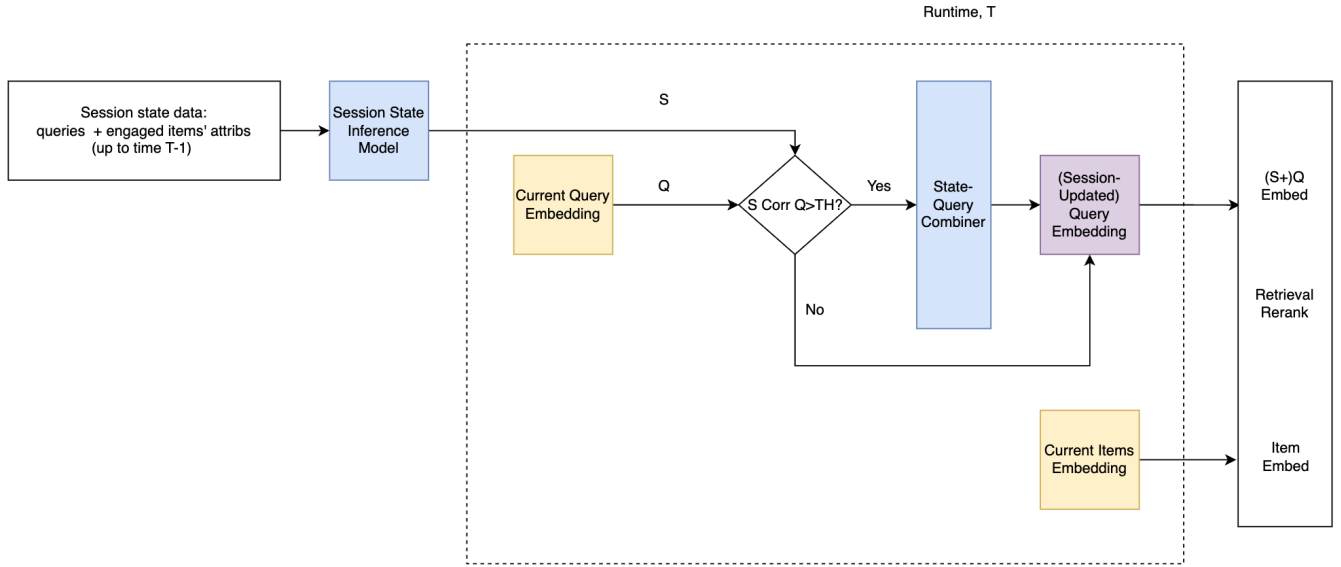 Runtime, T
Session state data:
queries + engaged items' attribs
(up to time T-1)
Session State
Inference
Model
S
Current Query
Embedding
Q
S Corr Q>TH?
Yes
No
State-
Query
Combiner
(Session-
Updated)
Query
Embedding
(S+)Q
Embed
Retrieval
Rerank
Current Items
Embedding
Item
Embed